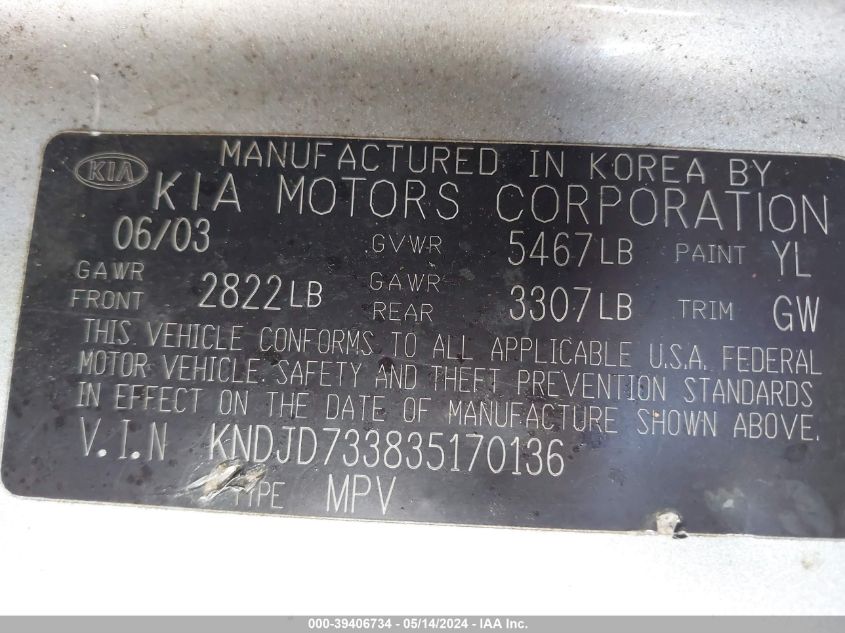 KIA MANUFACTURED IN KOREA BY
KIA MOTORS CORPORATION
06/03 GVWR 5467LB PAINT YL
GAWR FRONT 2822LB GAWR REAR 3307LB TRIM GW
THIS VEHICLE CONFORMS TO ALL APPLICABLE U.S.A. FEDERAL
MOTOR VEHICLE SAFETY AND THEFT PREVENTION STANDARDS
IN EFFECT ON THE DATE OF MANUFACTURE SHOWN ABOVE.
V.I.N KNDJD733835170136
TYPE MPV
000-39406734 - 05/14/2024 - IAA Inc.